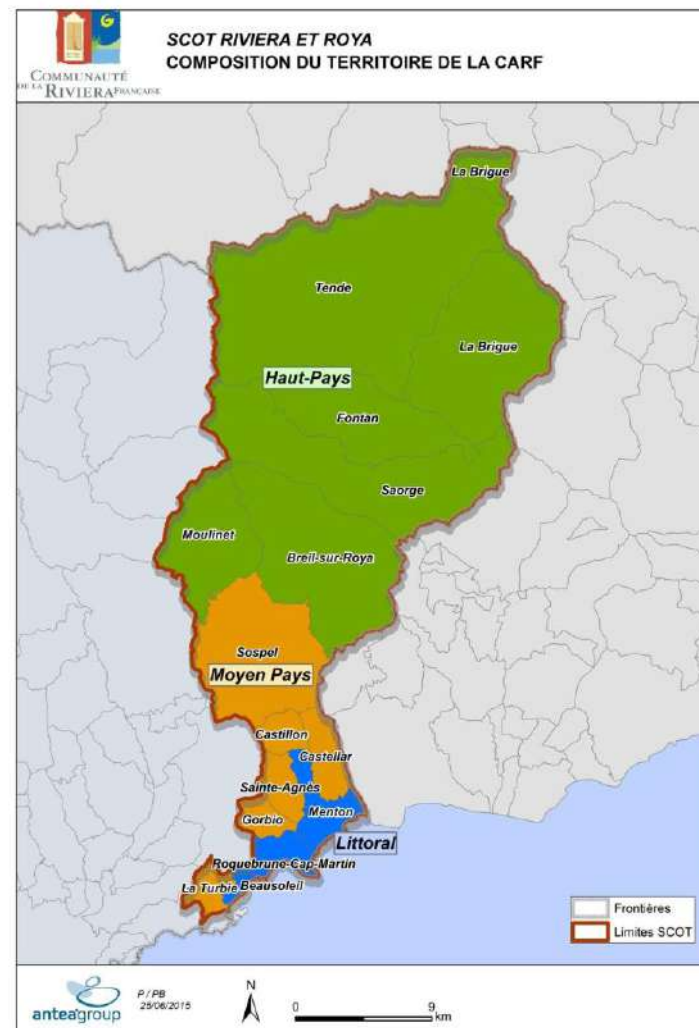 SCOT RIVIERA ET ROYA
COMPOSITION DU TERRITOIRE DE LA CARF
COMMUNAUTÉ
DE LA RIVIERA FRANÇAISE
La Brigue
Tende
La Brigue
Haut-Pays
Fontan
Saorge
Moulinet
Breil-sur-Roya
Sospel
Moyen Pays
Castillon
Castellar
Sainte-Agnès
Menton
Gorbio
Littoral
Roquebrune-Cap-Martin
La Turbie
Beausoleil
Frontières
Limites SCOT
anteagroup
P / PB
25/06/2015
N
0 9
km